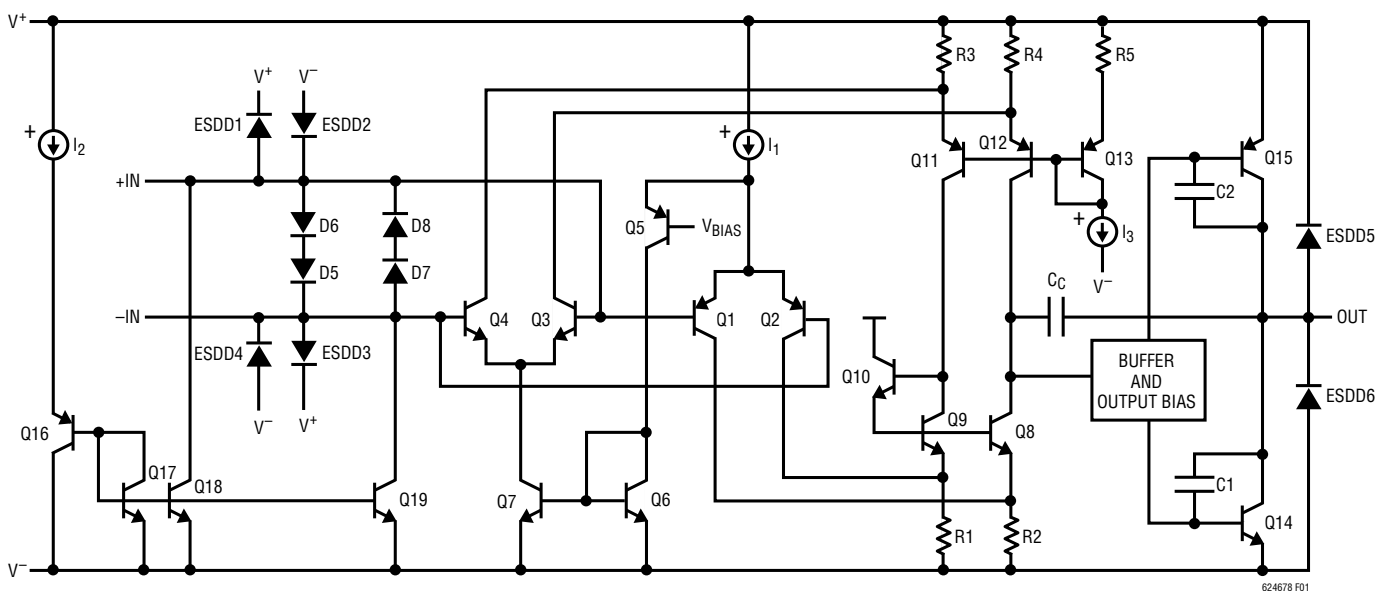 V+
R3
R4
R5
V+
V−
ESDD1
ESDD2
+
I2
+
I1
Q11
Q12
Q13
Q15
+IN
C2
D6
D8
Q5
VBIAS
+
I3
ESDD5
D5
D7
V−
CC
−IN
Q4
Q3
Q1
Q2
OUT
ESDD4
ESDD3
Q10
BUFFER
AND
OUTPUT BIAS
ESDD6
V−
V+
Q16
Q9
Q8
Q17
Q18
Q19
Q7
Q6
C1
Q14
R1
R2
V−
624678 F01